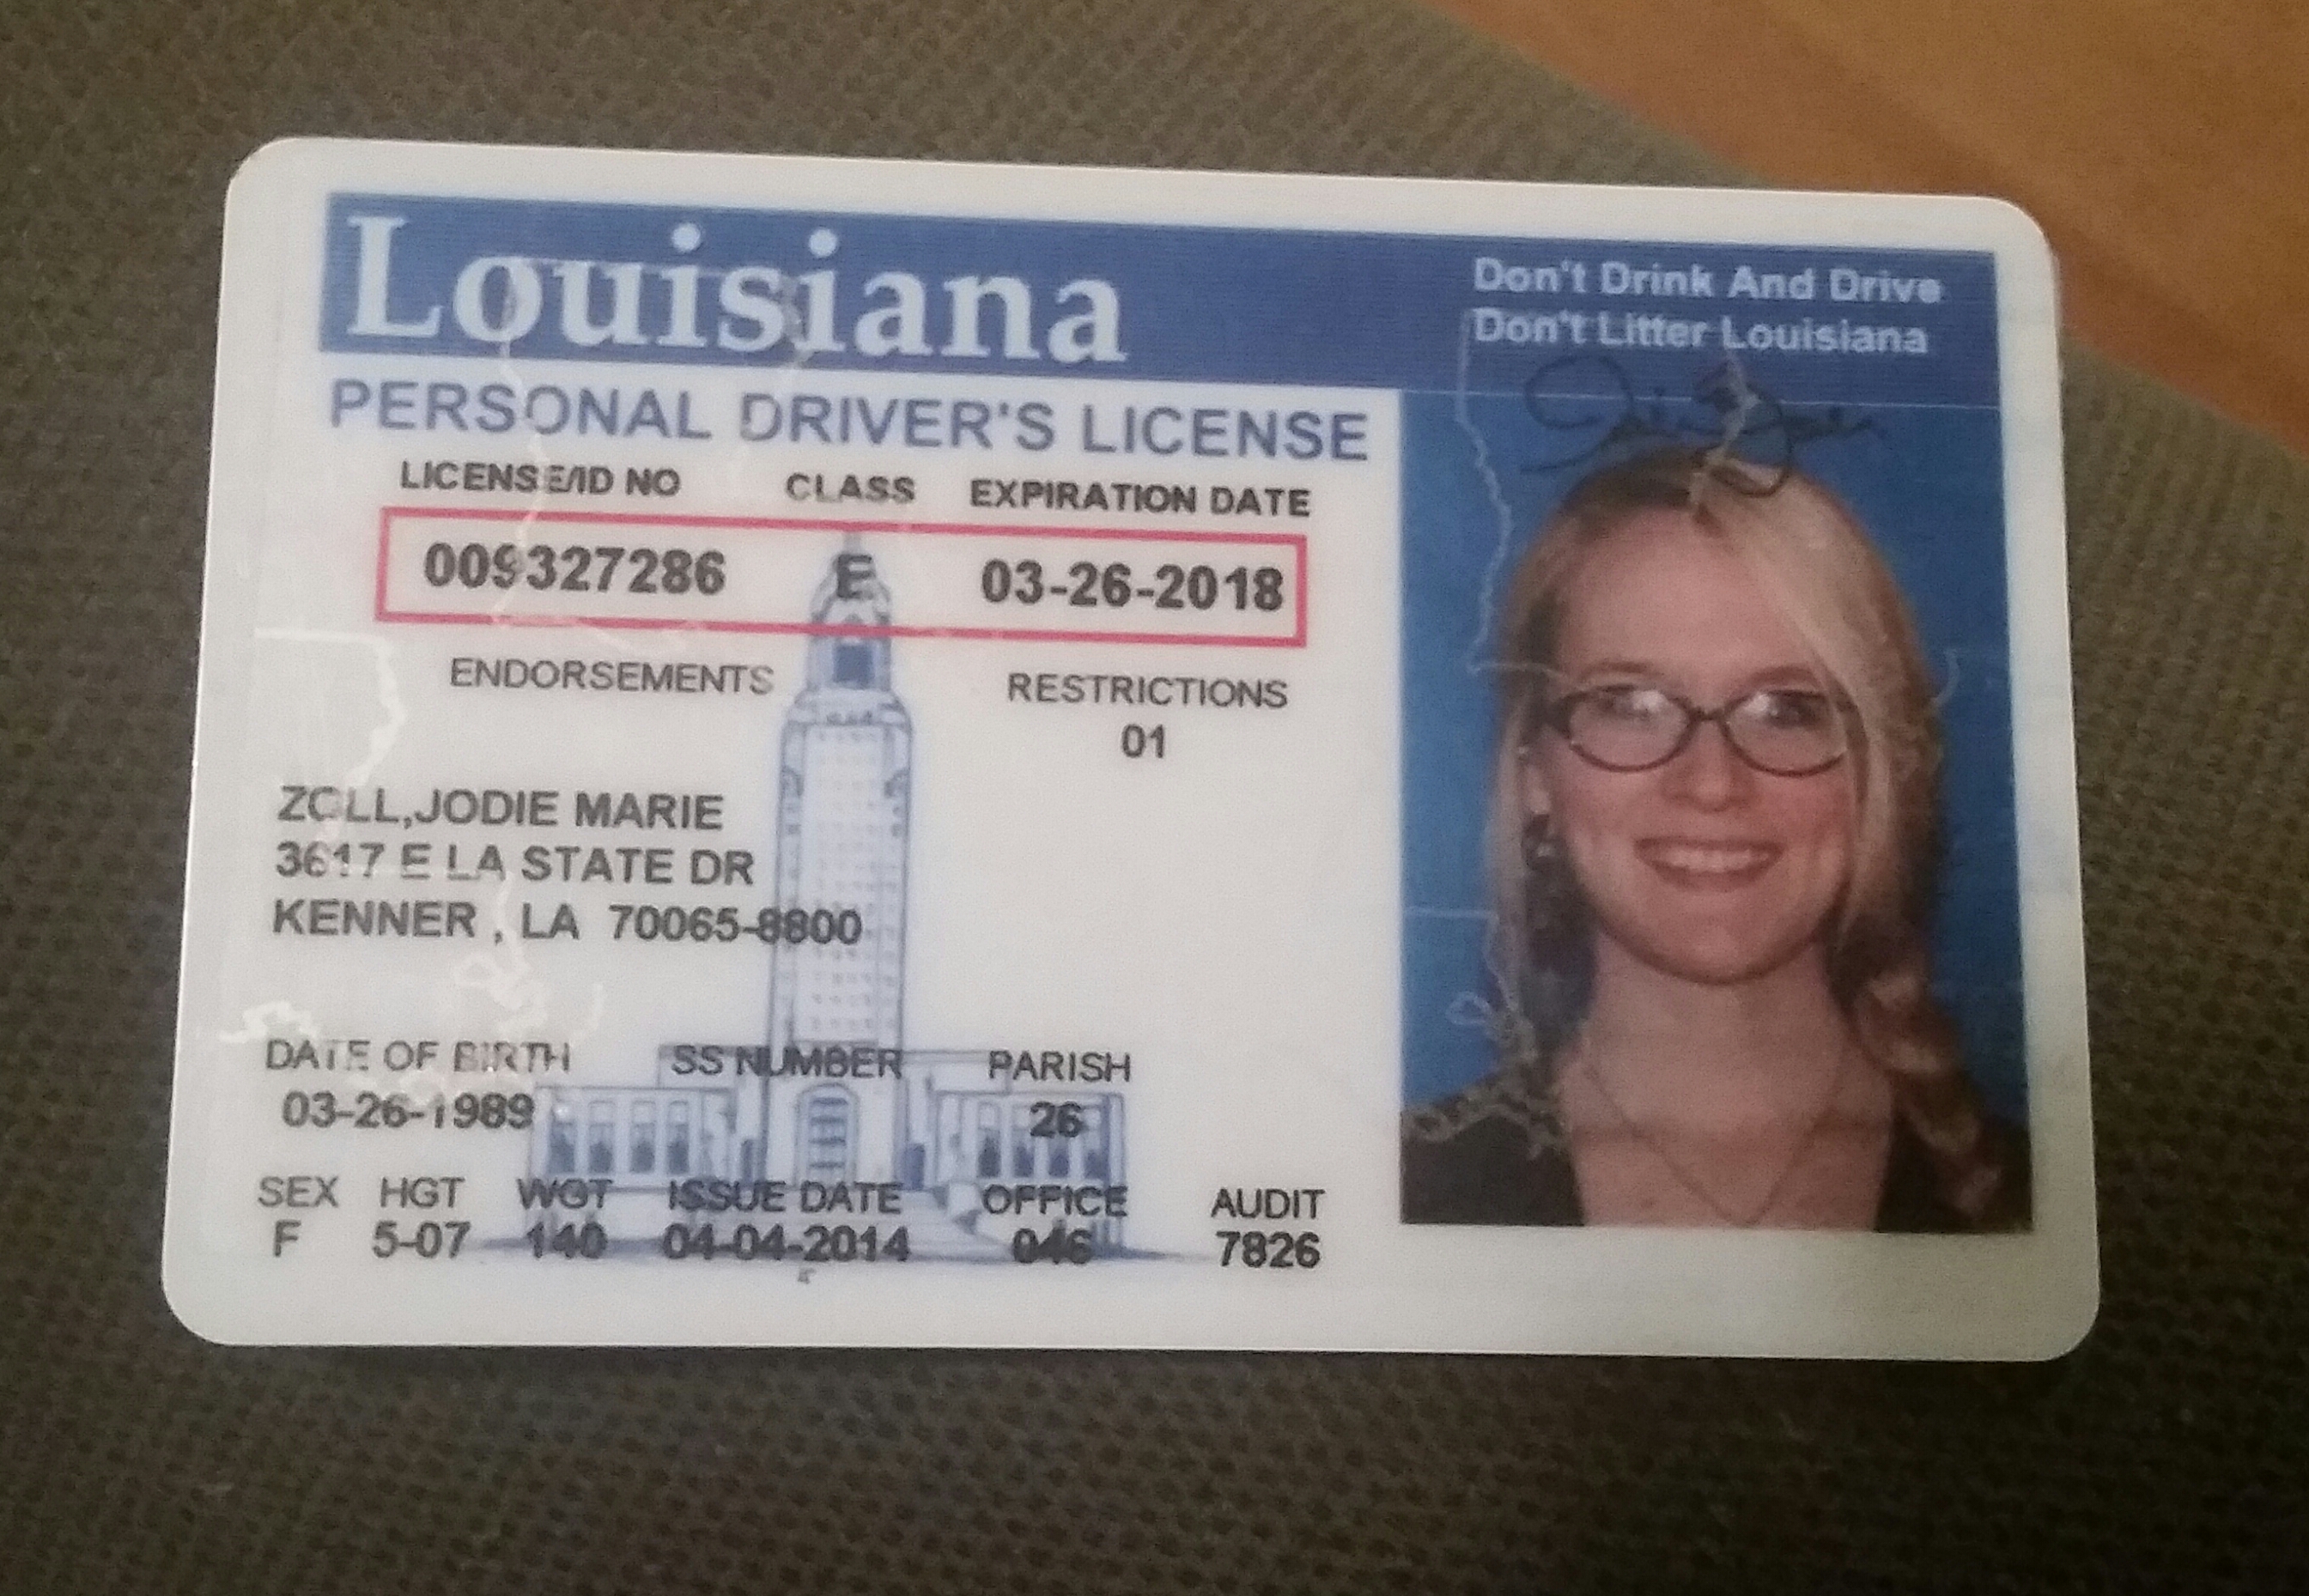 Louisiana
Don't Drink And Drive
Don't Litter Louisiana
PERSONAL DRIVER'S LICENSE
LICENSE/ID NO CLASS EXPIRATION DATE
009327286 E 03-26-2018
ENDORSEMENTS RESTRICTIONS
01
ZOLL,JODIE MARIE
3617 E LA STATE DR
KENNER , LA 70065-8800
DATE OF BIRTH SS NUMBER PARISH
03-26-1989 26
SEX HGT WGT ISSUE DATE OFFICE AUDIT
F 5-07 140 04-04-2014 046 7826